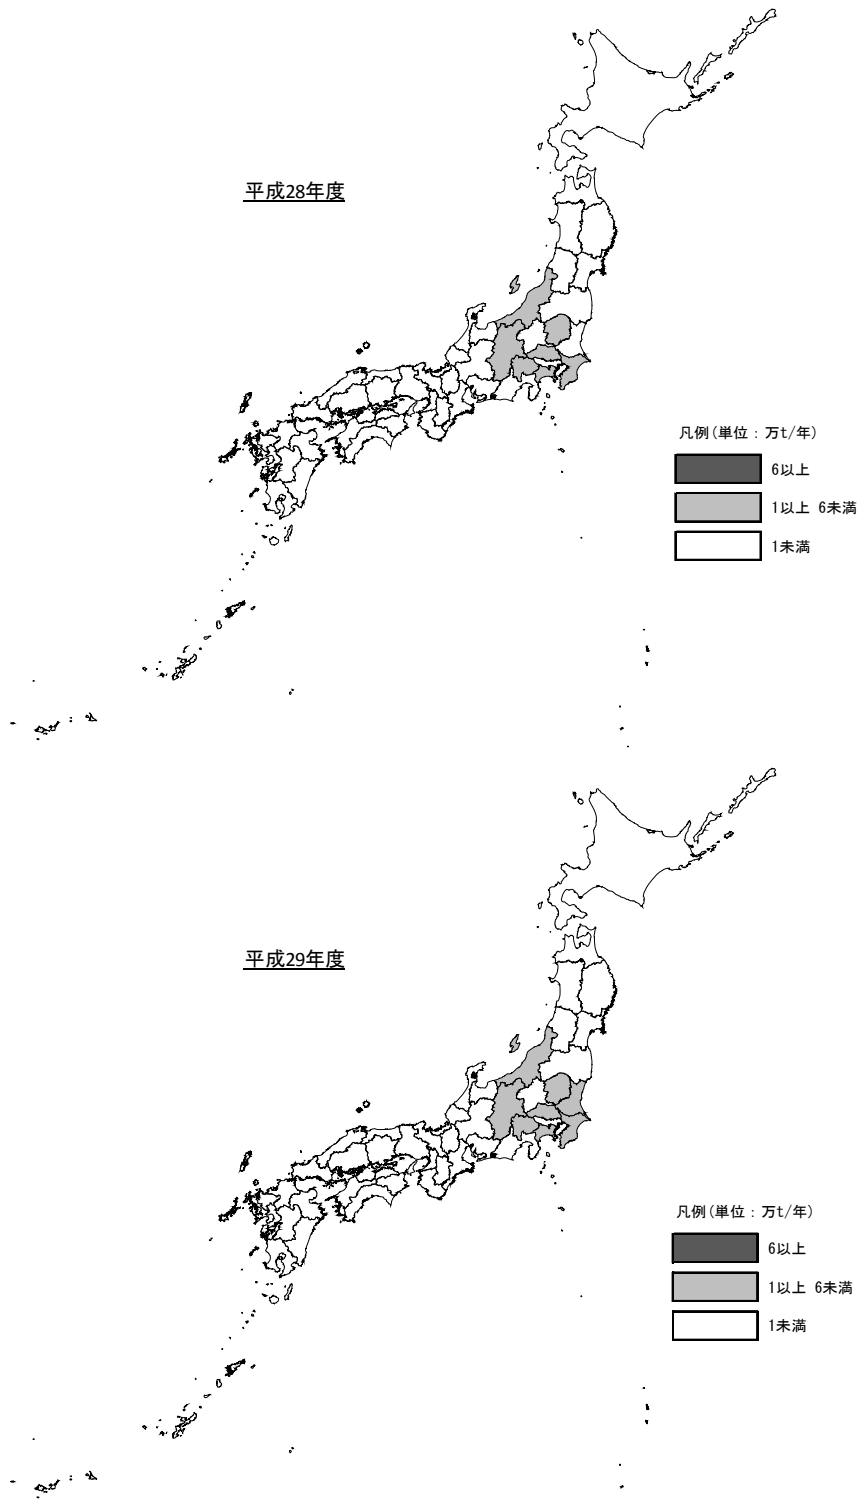 平成28年度
凡例(単位：万t/年)
6以上
1以上 6未満
1未満
平成29年度
凡例(単位：万t/年)
6以上
1以上 6未満
1未満